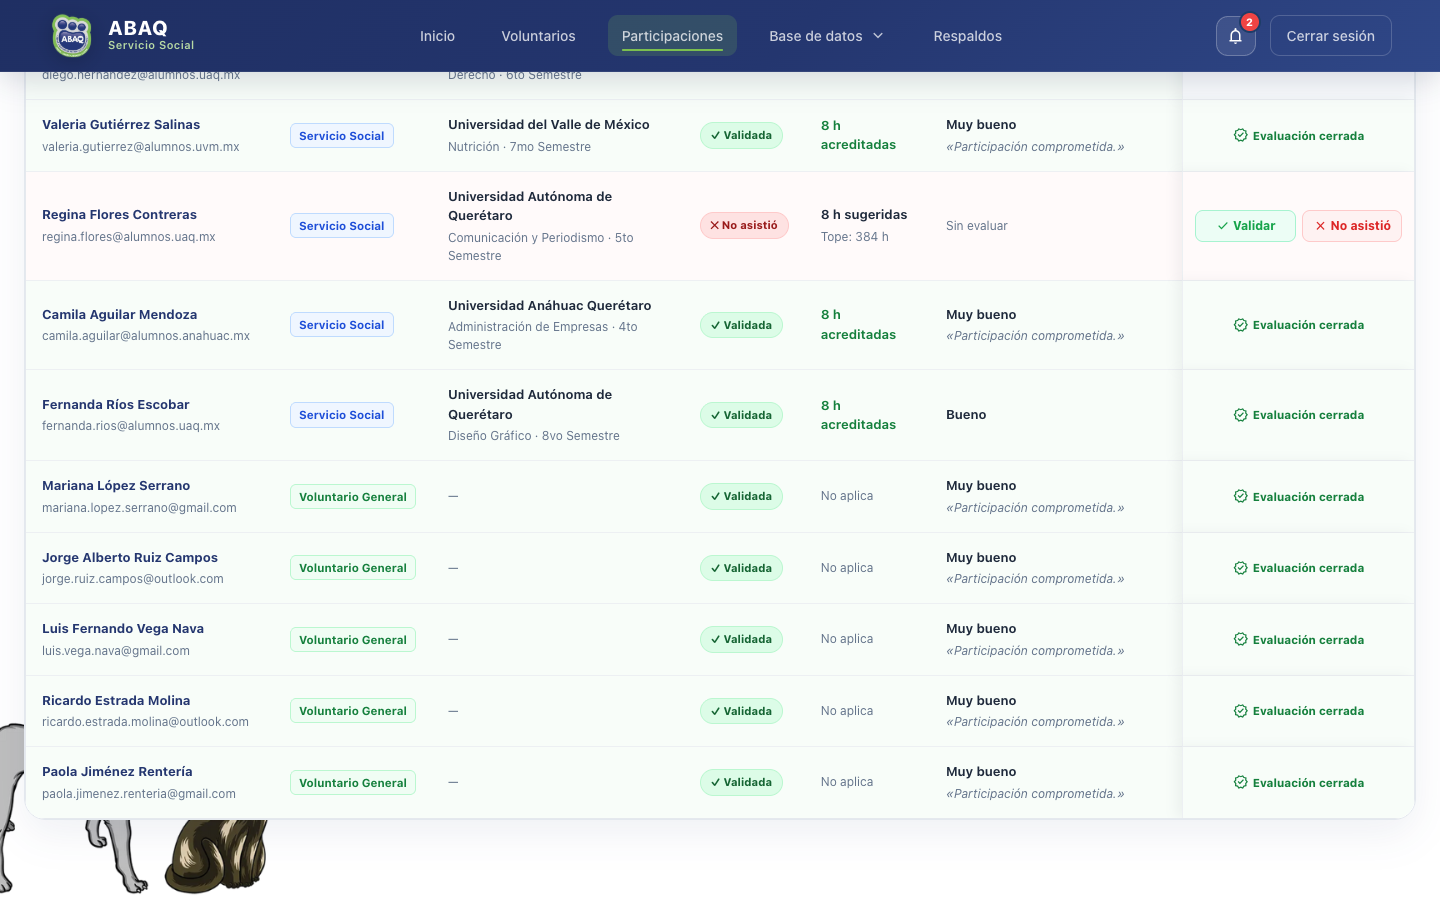 ABAQ
Servicio Social
Inicio
Voluntarios
Participaciones
Base de datos
Respaldos
2
Cerrar sesión
diego.hernandez@alumnos.uaq.mx
Derecho · 6to Semestre
Valeria Gutiérrez Salinas
valeria.gutierrez@alumnos.uvm.mx
Servicio Social
Universidad del Valle de México
Nutrición · 7mo Semestre
Validada
8 h
acreditadas
Muy bueno
«Participación comprometida.»
Evaluación cerrada
Regina Flores Contreras
regina.flores@alumnos.uaq.mx
Servicio Social
Universidad Autónoma de
Querétaro
Comunicación y Periodismo · 5to
Semestre
No asistió
8 h sugeridas
Tope: 384 h
Sin evaluar
Validar
No asistió
Camila Aguilar Mendoza
camila.aguilar@alumnos.anahuac.mx
Servicio Social
Universidad Anáhuac Querétaro
Administración de Empresas · 4to
Semestre
Validada
8 h
acreditadas
Muy bueno
«Participación comprometida.»
Evaluación cerrada
Fernanda Ríos Escobar
fernanda.rios@alumnos.uaq.mx
Servicio Social
Universidad Autónoma de
Querétaro
Diseño Gráfico · 8vo Semestre
Validada
8 h
acreditadas
Bueno
Evaluación cerrada
Mariana López Serrano
mariana.lopez.serrano@gmail.com
Voluntario General
—
Validada
No aplica
Muy bueno
«Participación comprometida.»
Evaluación cerrada
Jorge Alberto Ruiz Campos
jorge.ruiz.campos@outlook.com
Voluntario General
—
Validada
No aplica
Muy bueno
«Participación comprometida.»
Evaluación cerrada
Luis Fernando Vega Nava
luis.vega.nava@gmail.com
Voluntario General
—
Validada
No aplica
Muy bueno
«Participación comprometida.»
Evaluación cerrada
Ricardo Estrada Molina
ricardo.estrada.molina@outlook.com
Voluntario General
—
Validada
No aplica
Muy bueno
«Participación comprometida.»
Evaluación cerrada
Paola Jiménez Rentería
paola.jimenez.renteria@gmail.com
Voluntario General
—
Validada
No aplica
Muy bueno
«Participación comprometida.»
Evaluación cerrada